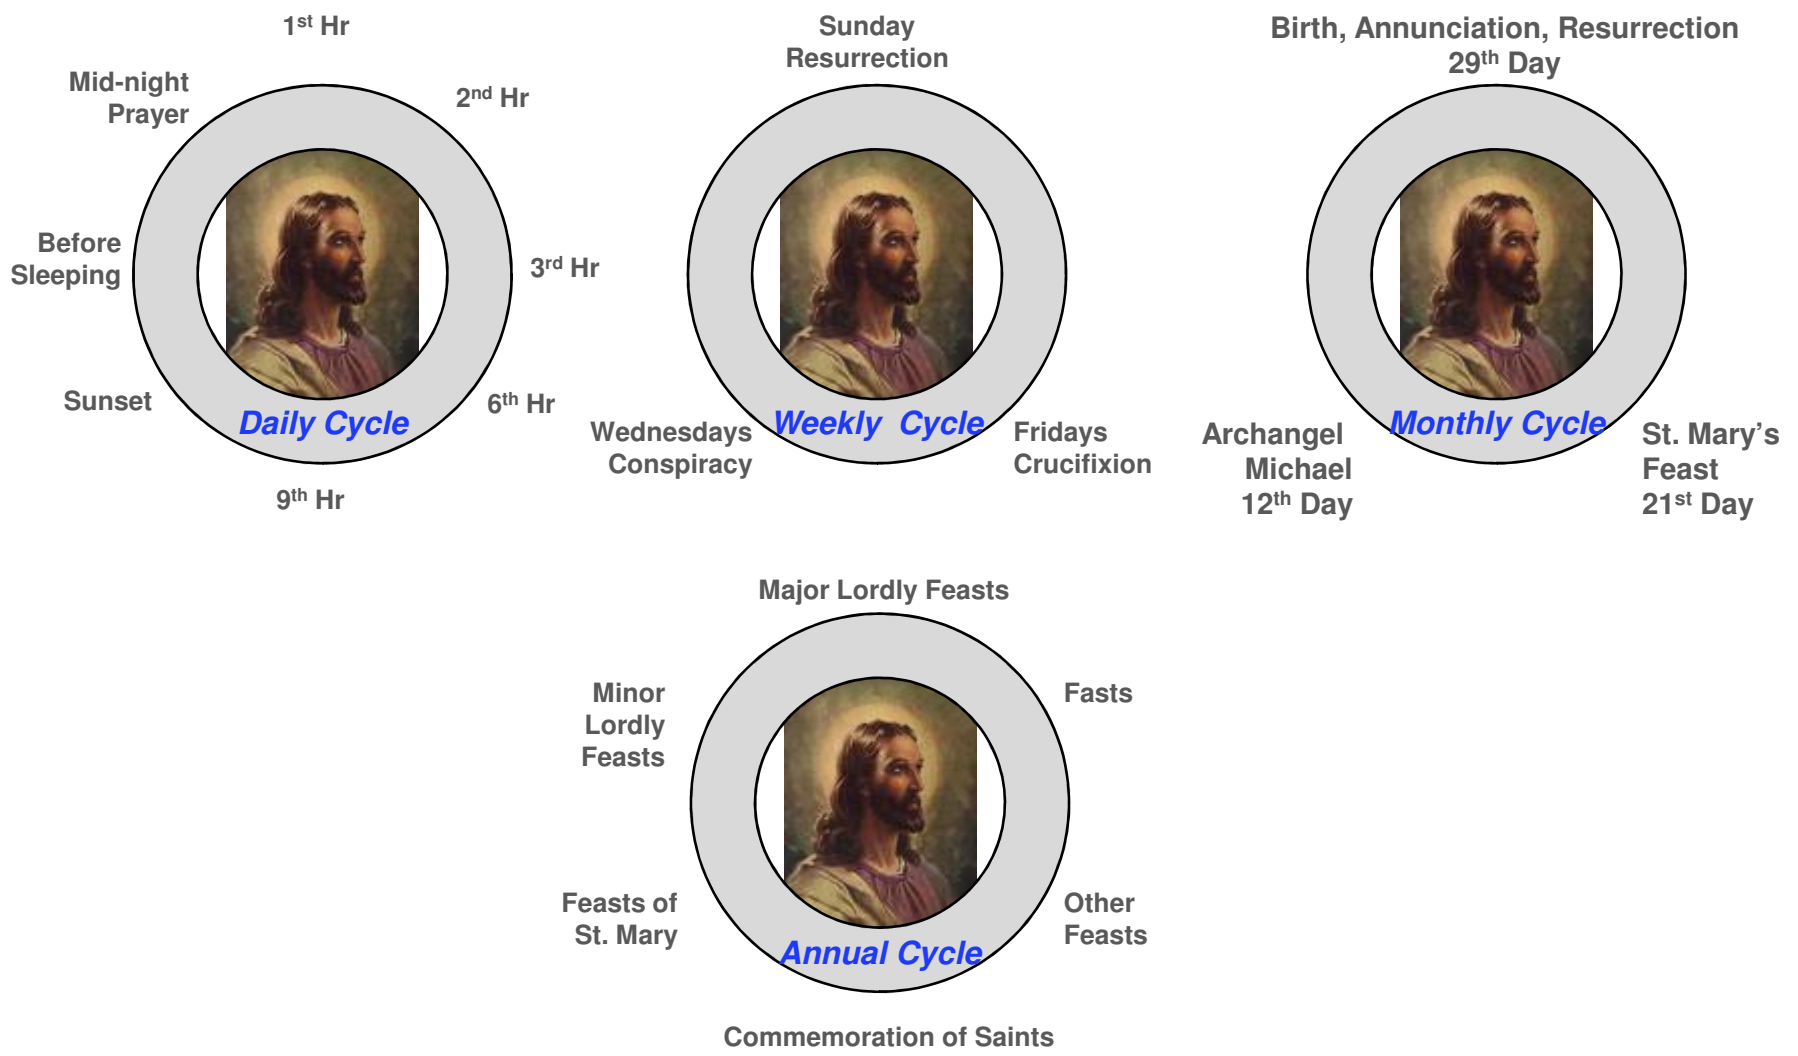 1st Hr
Mid-night
Prayer
2nd Hr
Before
Sleeping
3rd Hr
Sunset
6th Hr
Daily Cycle
9th Hr
Sunday
Resurrection
Wednesdays
Conspiracy
Weekly  Cycle
Fridays
Crucifixion
Birth, Annunciation, Resurrection
29th Day
Archangel
Michael
12th Day
Monthly Cycle
St. Mary’s
Feast
21st Day
Major Lordly Feasts
Minor
Lordly
Feasts
Fasts
Feasts of
St. Mary
Other
Feasts
Annual Cycle
Commemoration of Saints